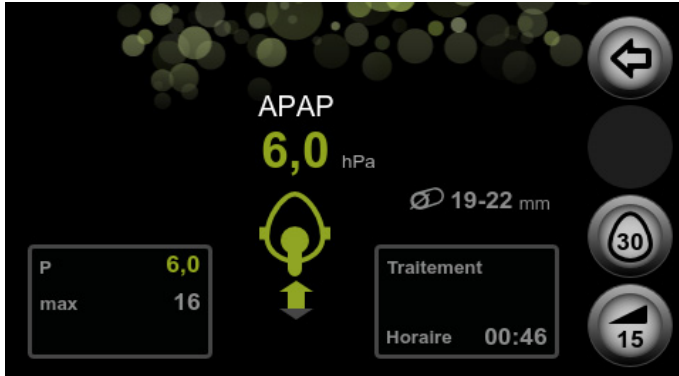 APAP
6,0 hPa
19-22 mm
P 6,0
max 16
Traitement
Horaire 00:46
30
15